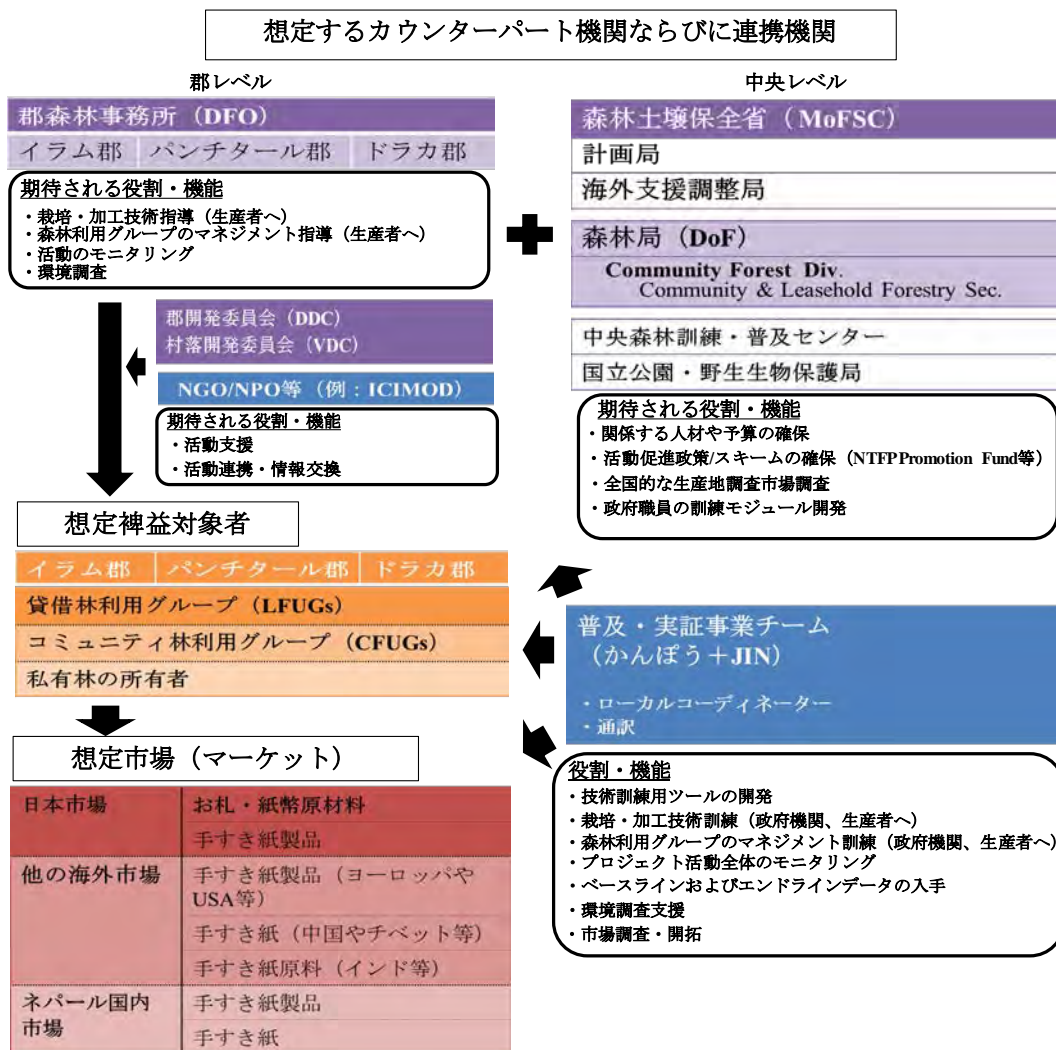 想定するカウンターパート機関ならびに連携機関
郡レベル
郡森林事務所（DFO）
イラム郡 パンチタール郡 ドラカ郡
期待される役割・機能
・栽培・加工技術指導（生産者へ）
・森林利用グループのマネジメント指導（生産者へ）
・活動のモニタリング
・環境調査
郡開発委員会（DDC）
村落開発委員会（VDC）
NGO/NPO等（例：ICIMOD）
期待される役割・機能
・活動支援
・活動連携・情報交換
中央レベル
森林土壌保全省（MoFSC）
計画局
海外支援調整局
森林局（DoF）
Community Forest Div.
Community & Leasehold Forestry Sec.
中央森林訓練・普及センター
国立公園・野生生物保護局
期待される役割・機能
・関係する人材や予算の確保
・活動促進政策/スキームの確保（NTFP Promotion Fund等）
・全国的な生産地調査市場調査
・政府職員の訓練モジュール開発
想定裨益対象者
イラム郡 パンチタール郡 ドラカ郡
貸借林利用グループ（LFUGs）
コミュニティ林利用グループ（CFUGs）
私有林の所有者
普及・実証事業チーム
（かんぽう＋JIN）
・ローカルコーディネーター
・通訳
役割・機能
・技術訓練用ツールの開発
・栽培・加工技術訓練（政府機関、生産者へ）
・森林利用グループのマネジメント訓練（政府機関、生産者へ）
・プロジェクト活動全体のモニタリング
・ベースラインおよびエンドラインデータの入手
・環境調査支援
・市場調査・開拓
想定市場（マーケット）
日本市場 お札・紙幣原材料
手すき紙製品
他の海外市場 手すき紙製品（ヨーロッパや
USA等）
手すき紙（中国やチベット等）
手すき紙原料（インド等）
ネパール国内 手すき紙製品
市場 手すき紙